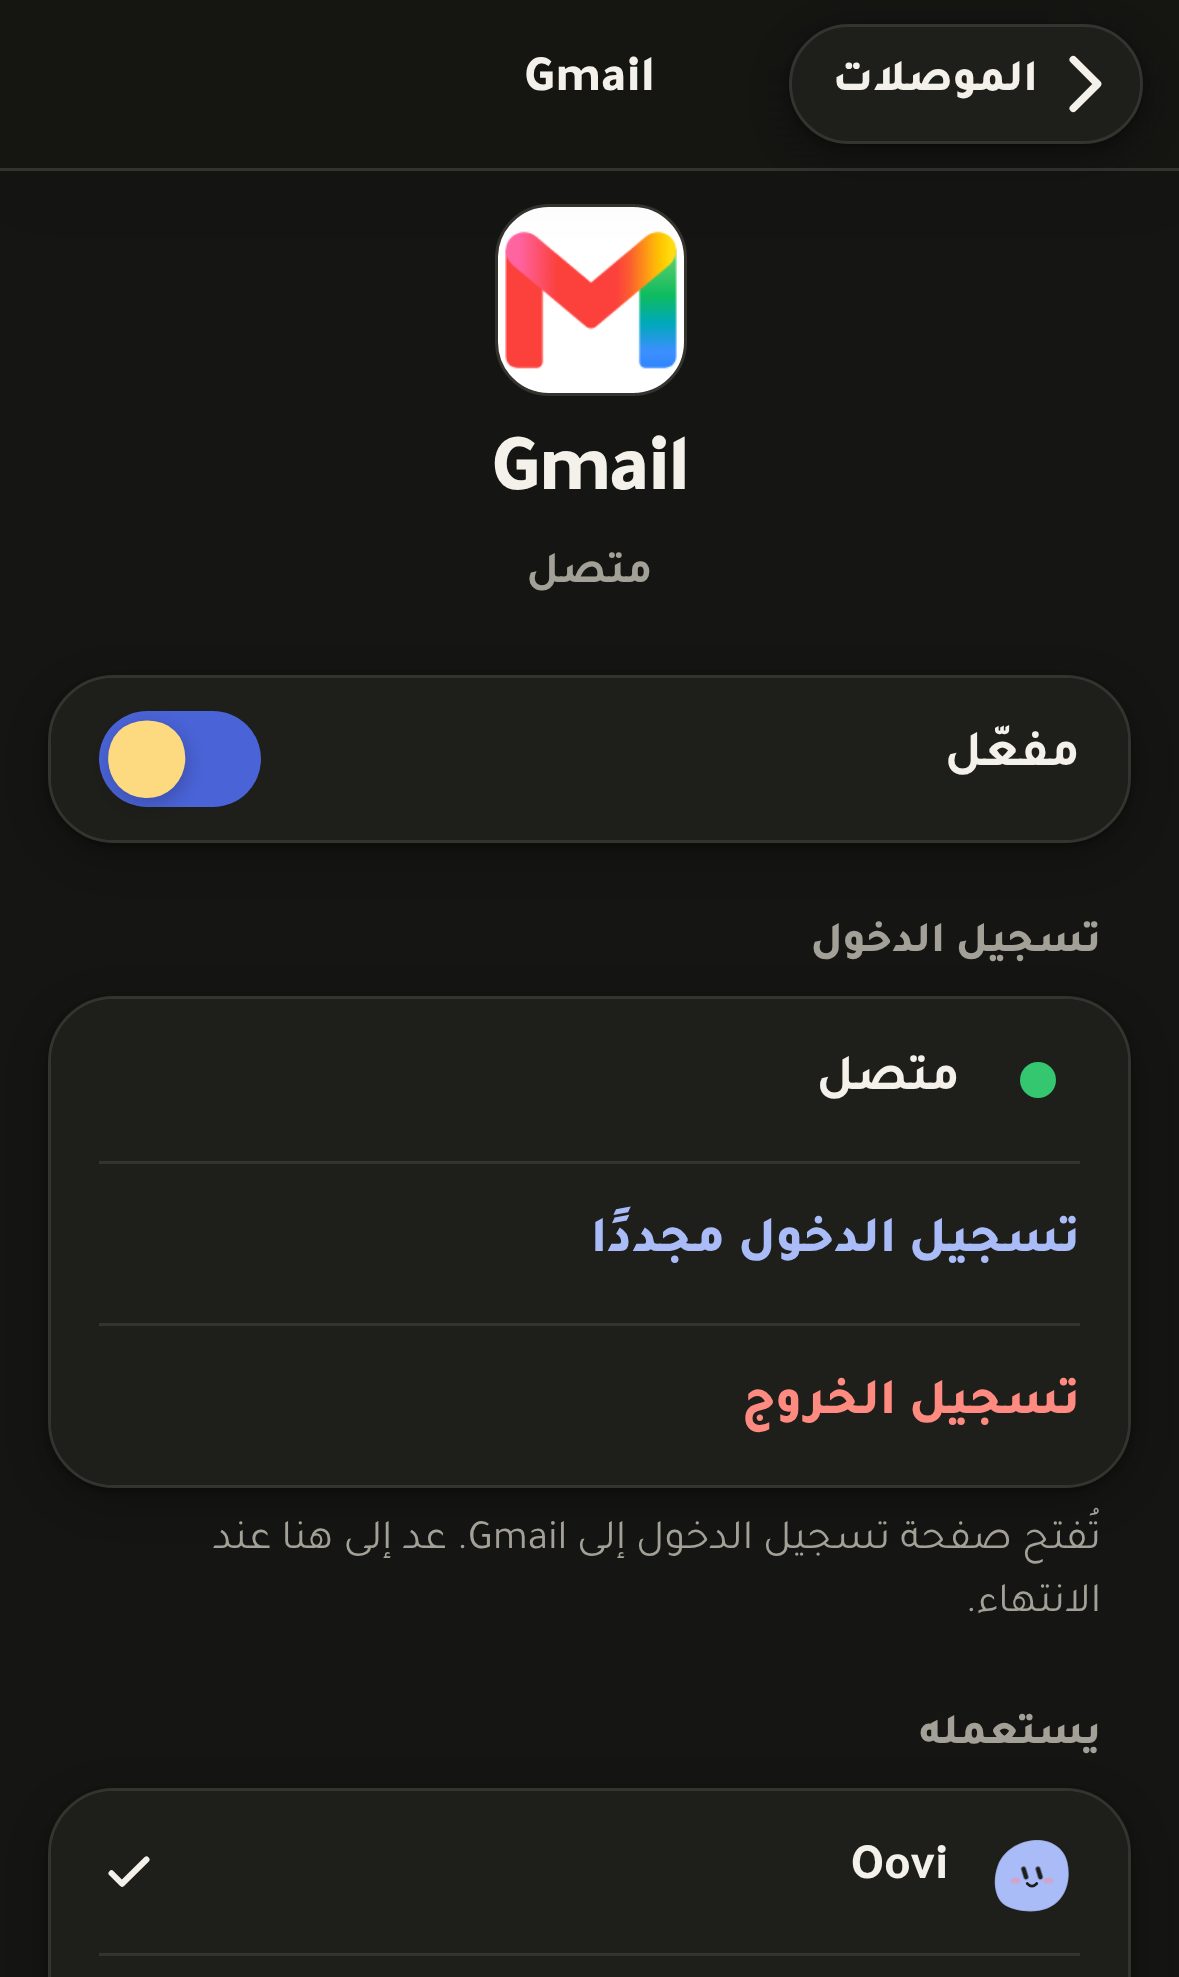 الموصلات
Gmail
Gmail
متصل
مفعّل
تسجيل الدخول
متصل
تسجيل الدخول مجددًا
تسجيل الخروج
تُفتح صفحة تسجيل الدخول إلى Gmail. عد إلى هنا عند
الانتهاء.
يستعمله
Oovi